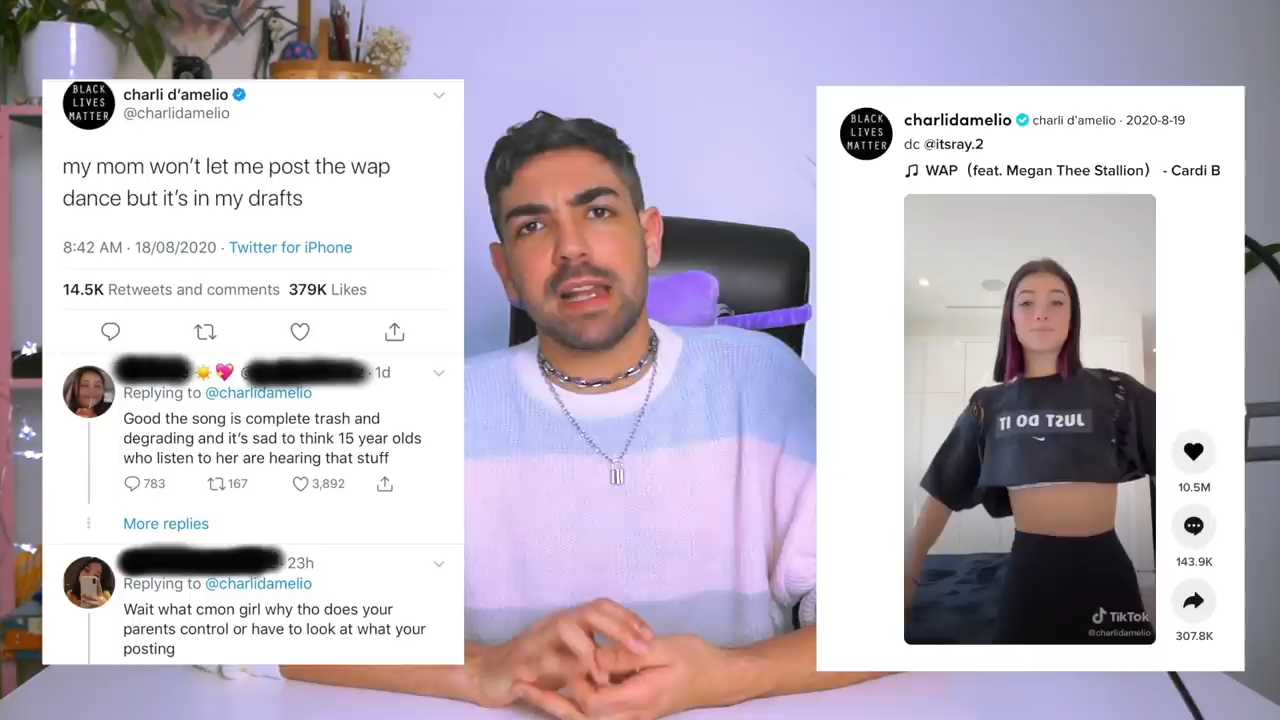 BLACK
LIVES
MATTER
charli d’amelio
@charlidamelio
my mom won’t let me post the wap
dance but it’s in my drafts
8:42 AM · 18/08/2020 · Twitter for iPhone
14.5K Retweets and comments 379K Likes
· 1d
Replying to @charlidamelio
Good the song is complete trash and
degrading and it’s sad to think 15 year olds
who listen to her are hearing that stuff
783 167 3,892
More replies
23h
Replying to @charlidamelio
Wait what cmon girl why tho does your
parents control or have to look at what your
posting
BLACK
LIVES
MATTER
charlidamelio charli d’amelio · 2020-8-19
dc @itsray.2
WAP (feat. Megan Thee Stallion) - Cardi B
JUST DO IT
TikTok
@charlidamelio
10.5M
143.9K
307.8K